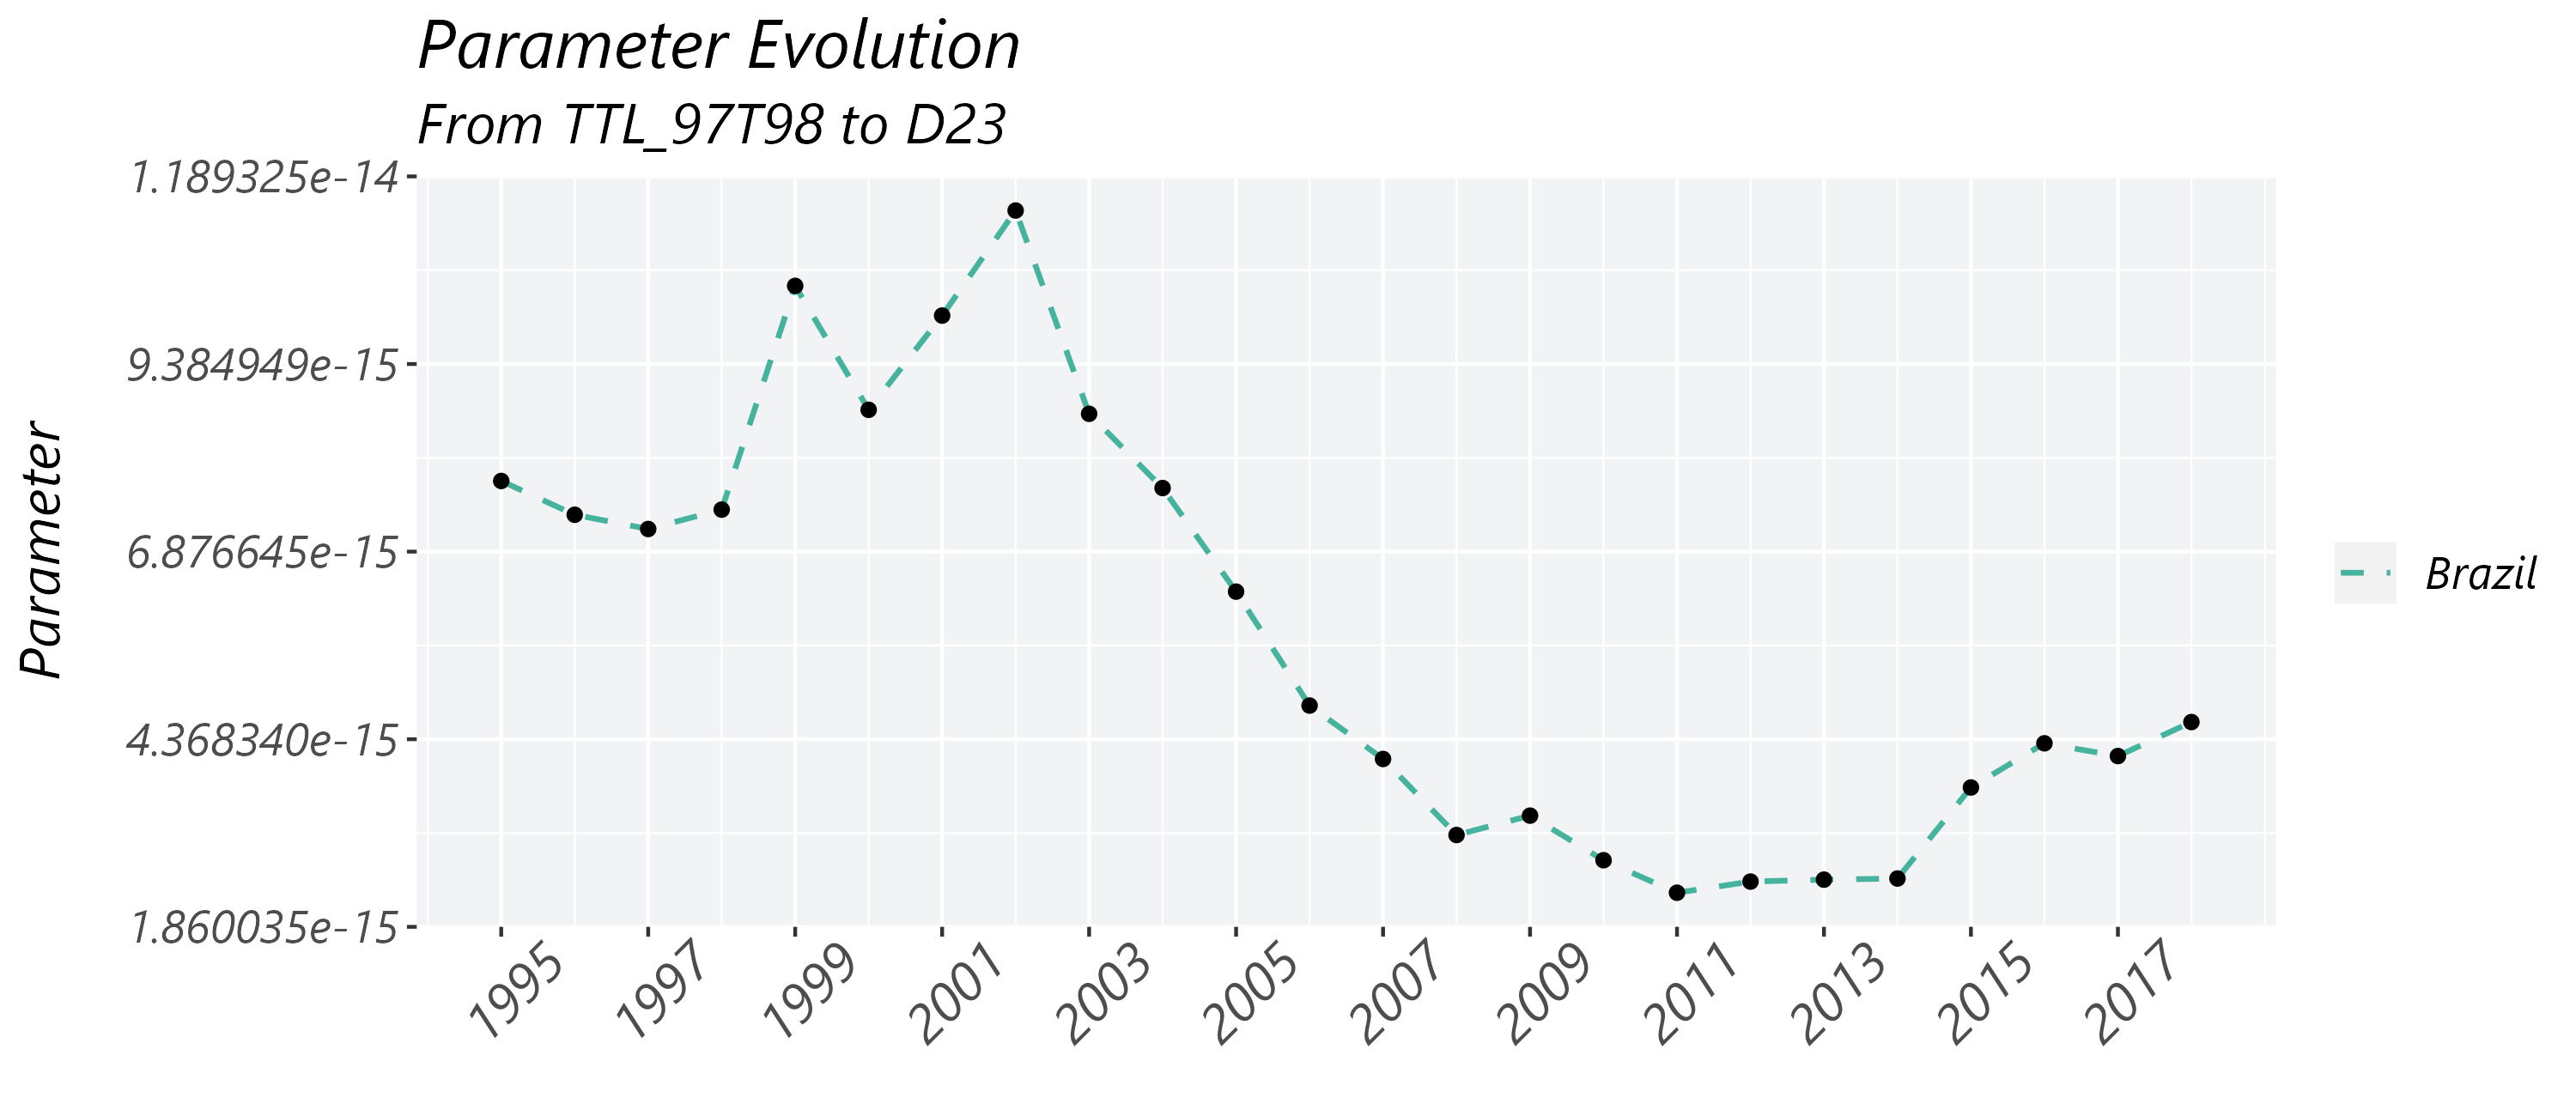 Parameter Evolution
From TTL_97T98 to D23
1.189325e-14
9.384949e-15
6.876645e-15
4.368340e-15
1.860035e-15
Parameter
1995
1997
1999
2001
2003
2005
2007
2009
2011
2013
2015
2017
Brazil